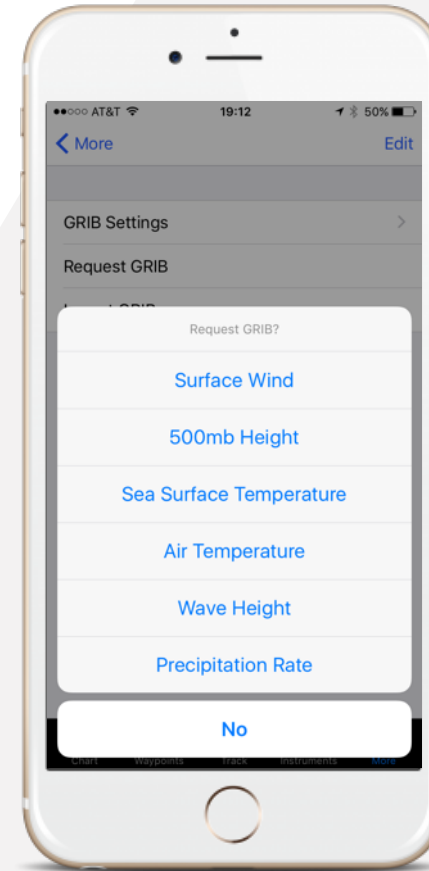 AT&T 19:12 50%
More Edit
GRIB Settings
Request GRIB
Request GRIB?
Surface Wind
500mb Height
Sea Surface Temperature
Air Temperature
Wave Height
Precipitation Rate
No
Chart Waypoints Track Instruments More